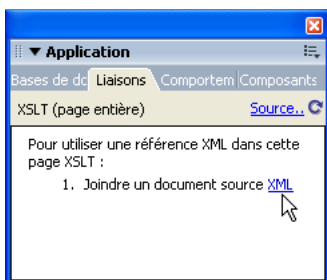 Application
Bases de dc Liaisons Comportem Composants
XSLT (page entière) Source..
Pour utiliser une référence XML dans cette
page XSLT :
1. Joindre un document source XML